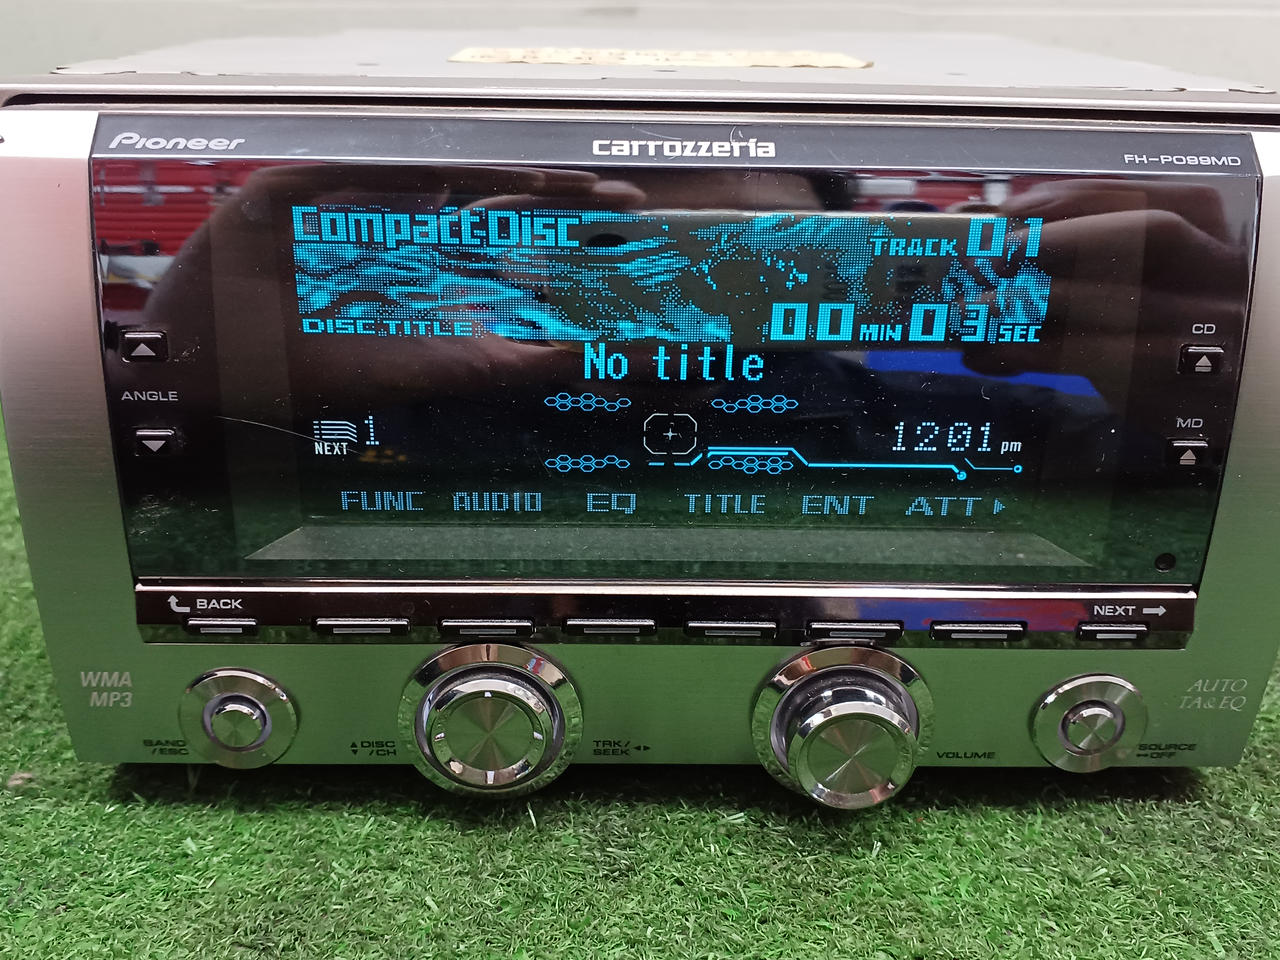 Pioneer
carrozzeria
FH-P099MD
Compact Disc
TRACK 01
DISC TITLE
00 MIN 03 SEC
No title
ANGLE
CD
MD
NEXT 1
1201 pm
FUNC AUDIO EQ TITLE ENT ATT
BACK
NEXT
WMA
MP3
AUTO
TA&EQ
BAND
/ESC
DISC
/CH
TRK/
SEEK
VOLUME
SOURCE
OFF